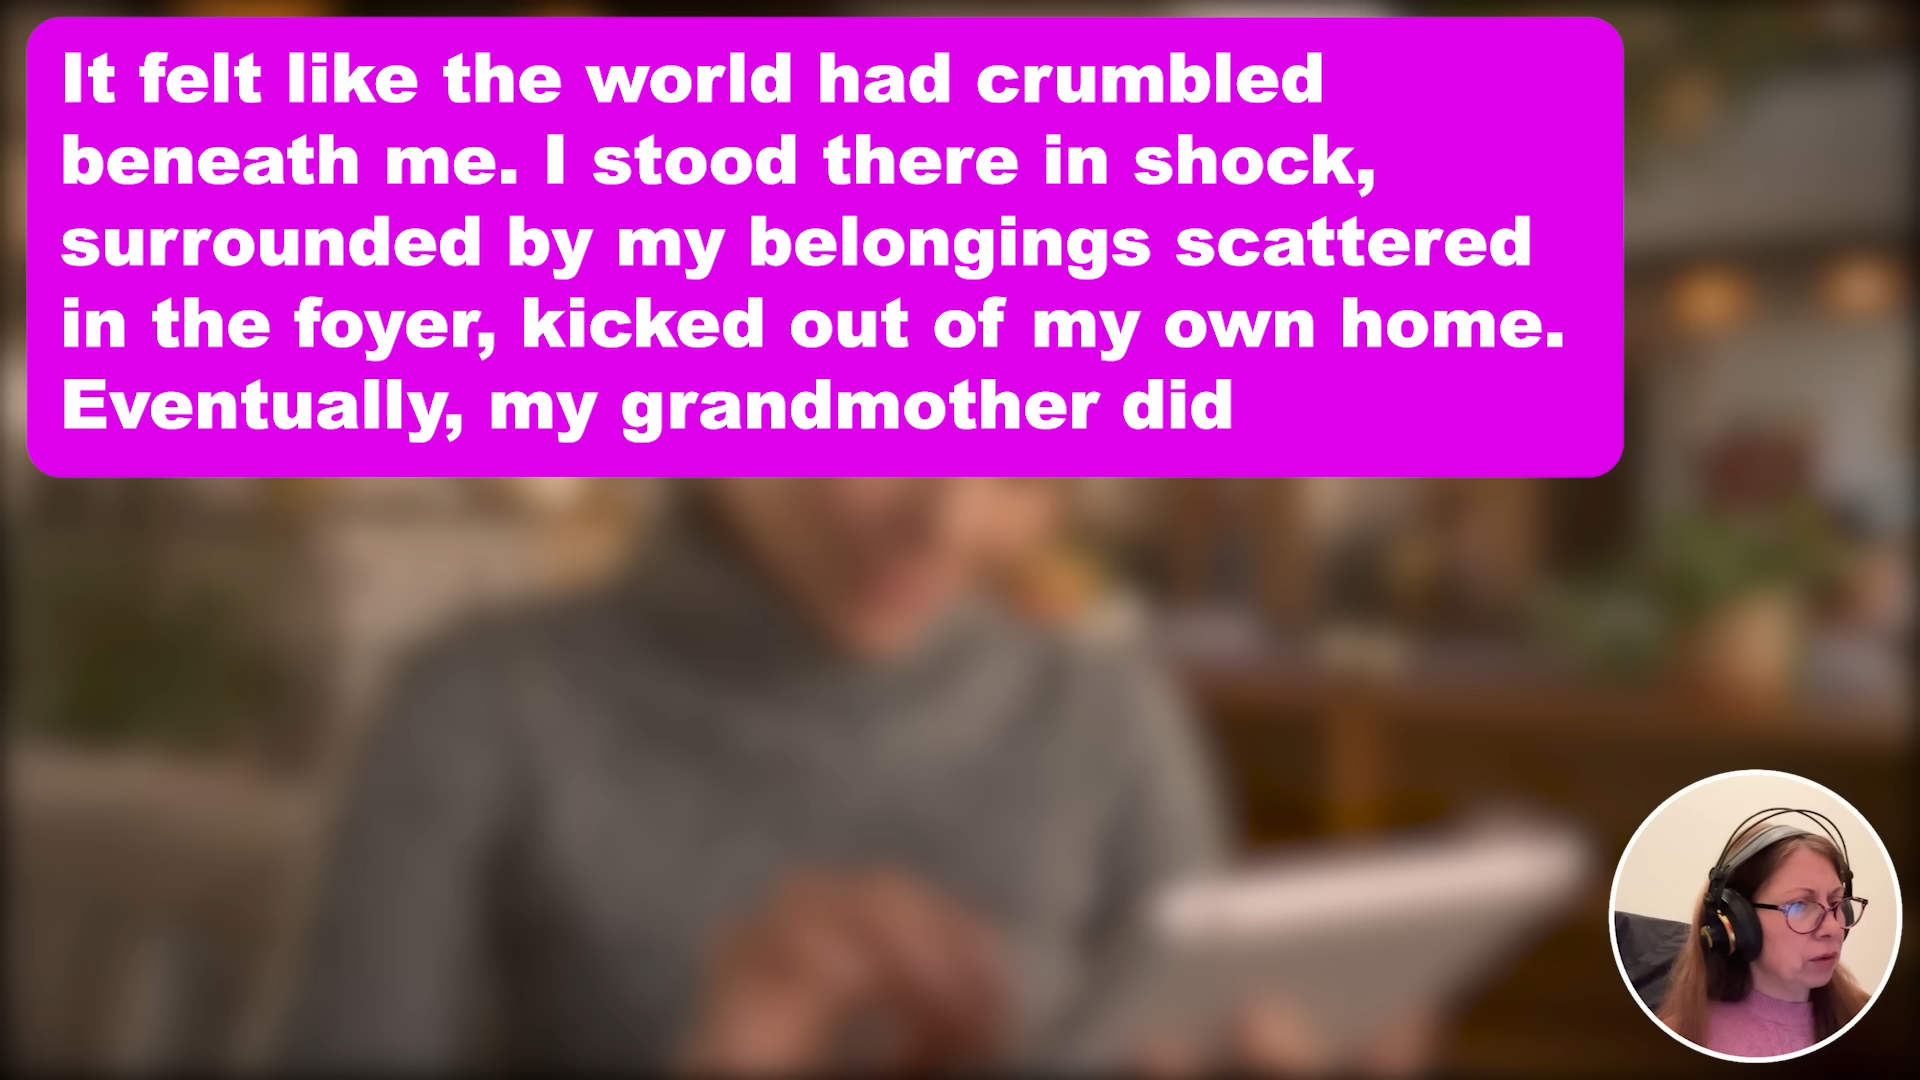 It felt like the world had crumbled
beneath me. I stood there in shock,
surrounded by my belongings scattered
in the foyer, kicked out of my own home.
Eventually, my grandmother did